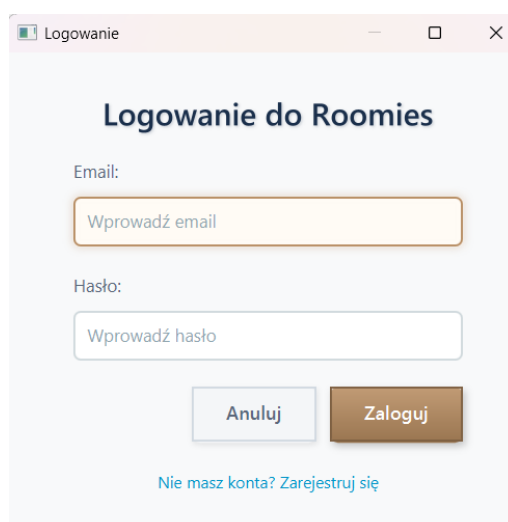 Logowanie
Logowanie do Roomies
Email:
Wprowadź email
Hasło:
Wprowadź hasło
Anuluj Zaloguj
Nie masz konta? Zarejestruj się